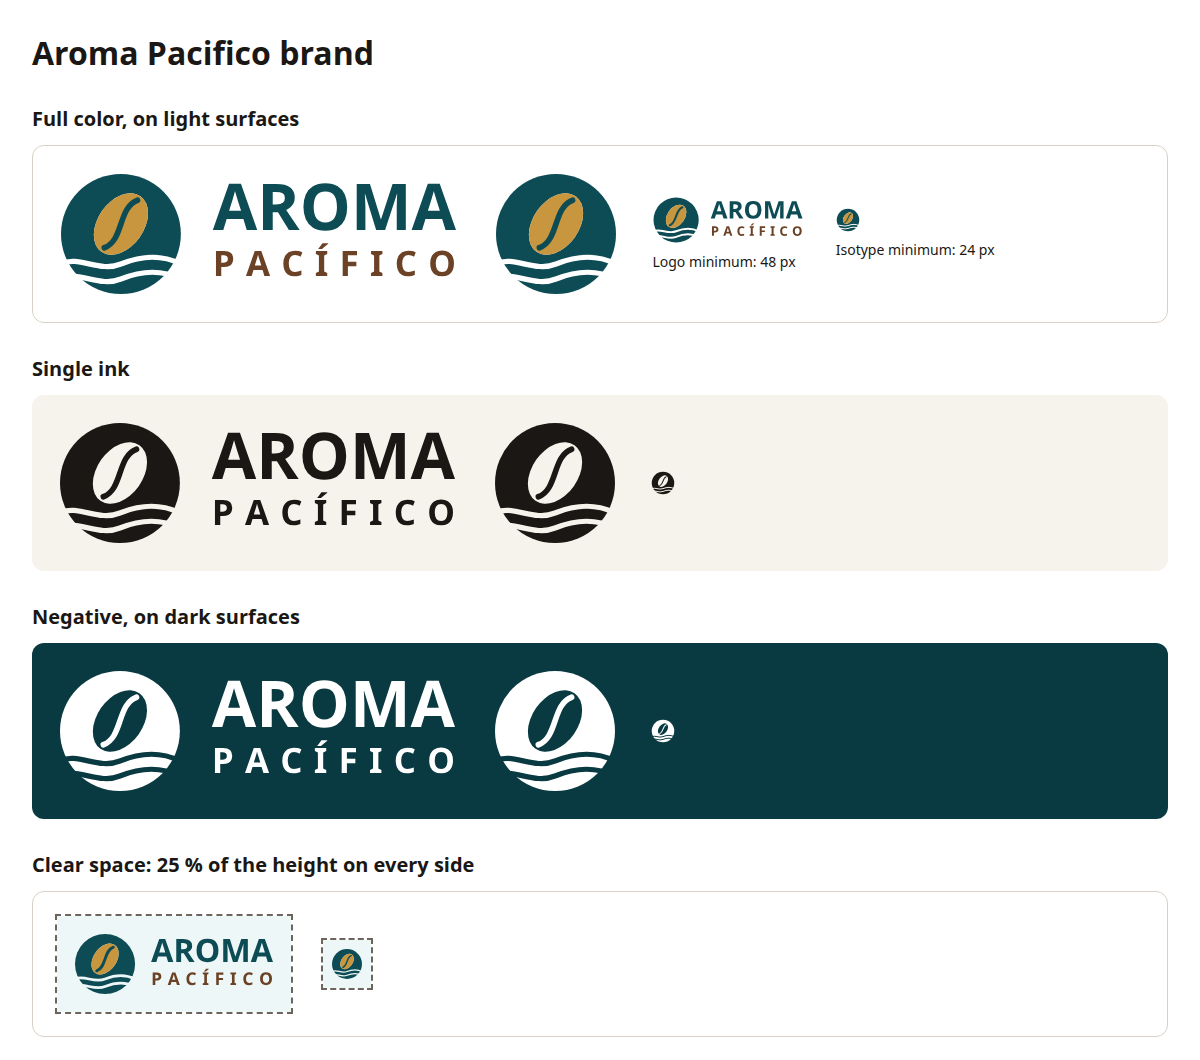 Aroma Pacifico brand
Full color, on light surfaces
AROMA
PACÍFICO
AROMA
PACÍFICO
Logo minimum: 48 px
Isotype minimum: 24 px
Single ink
AROMA
PACÍFICO
Negative, on dark surfaces
AROMA
PACÍFICO
Clear space: 25 % of the height on every side
AROMA
PACÍFICO